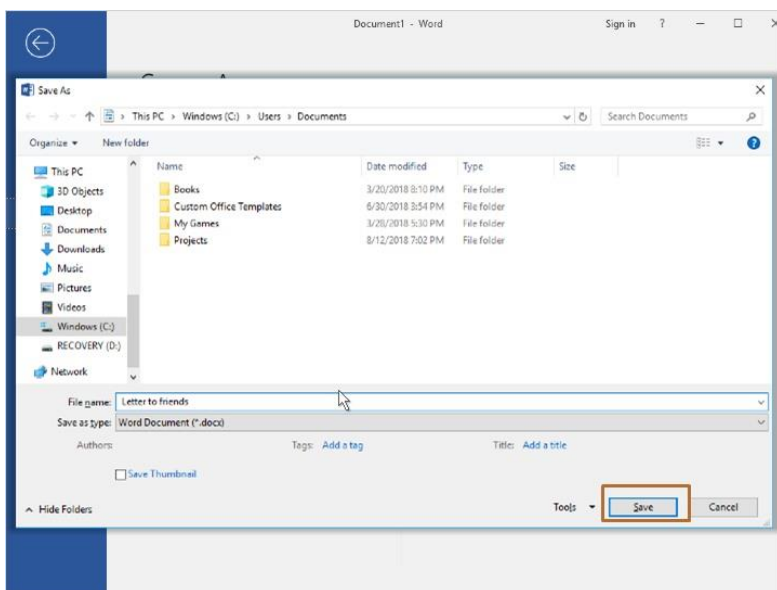 Document1 - Word
Sign in ?
Save As
This PC > Windows (C:) > Users > Documents
Search Documents
Organize
New folder
Name Date modified Type Size
This PC
3D Objects
Desktop
Documents
Downloads
Music
Pictures
Videos
Windows (C:)
RECOVERY (D:)
Network
Books 3/20/2018 8:10 PM File folder
Custom Office Templates 6/30/2018 3:54 PM File folder
My Games 3/28/2018 5:30 PM File folder
Projects 8/12/2018 7:02 PM File folder
File name: Letter to friends
Save as type: Word Document (*.docx)
Authors: Tags: Add a tag Title: Add a title
Save Thumbnail
Hide Folders
Tools Save Cancel